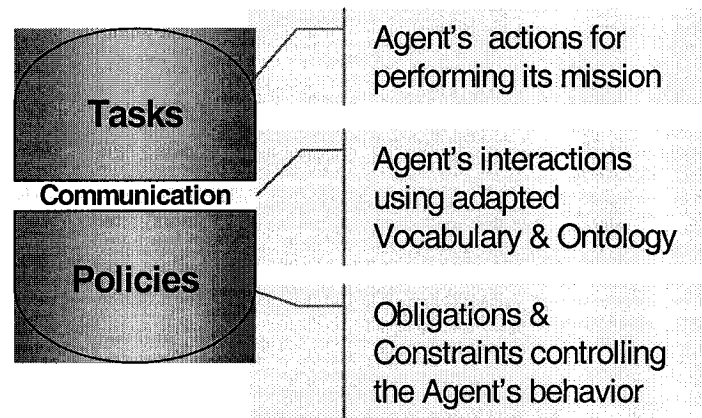 Tasks
Communication
Policies
Agent's actions for
performing its mission
Agent's interactions
using adapted
Vocabulary & Ontology
Obligations &
Constraints controlling
the Agent's behavior